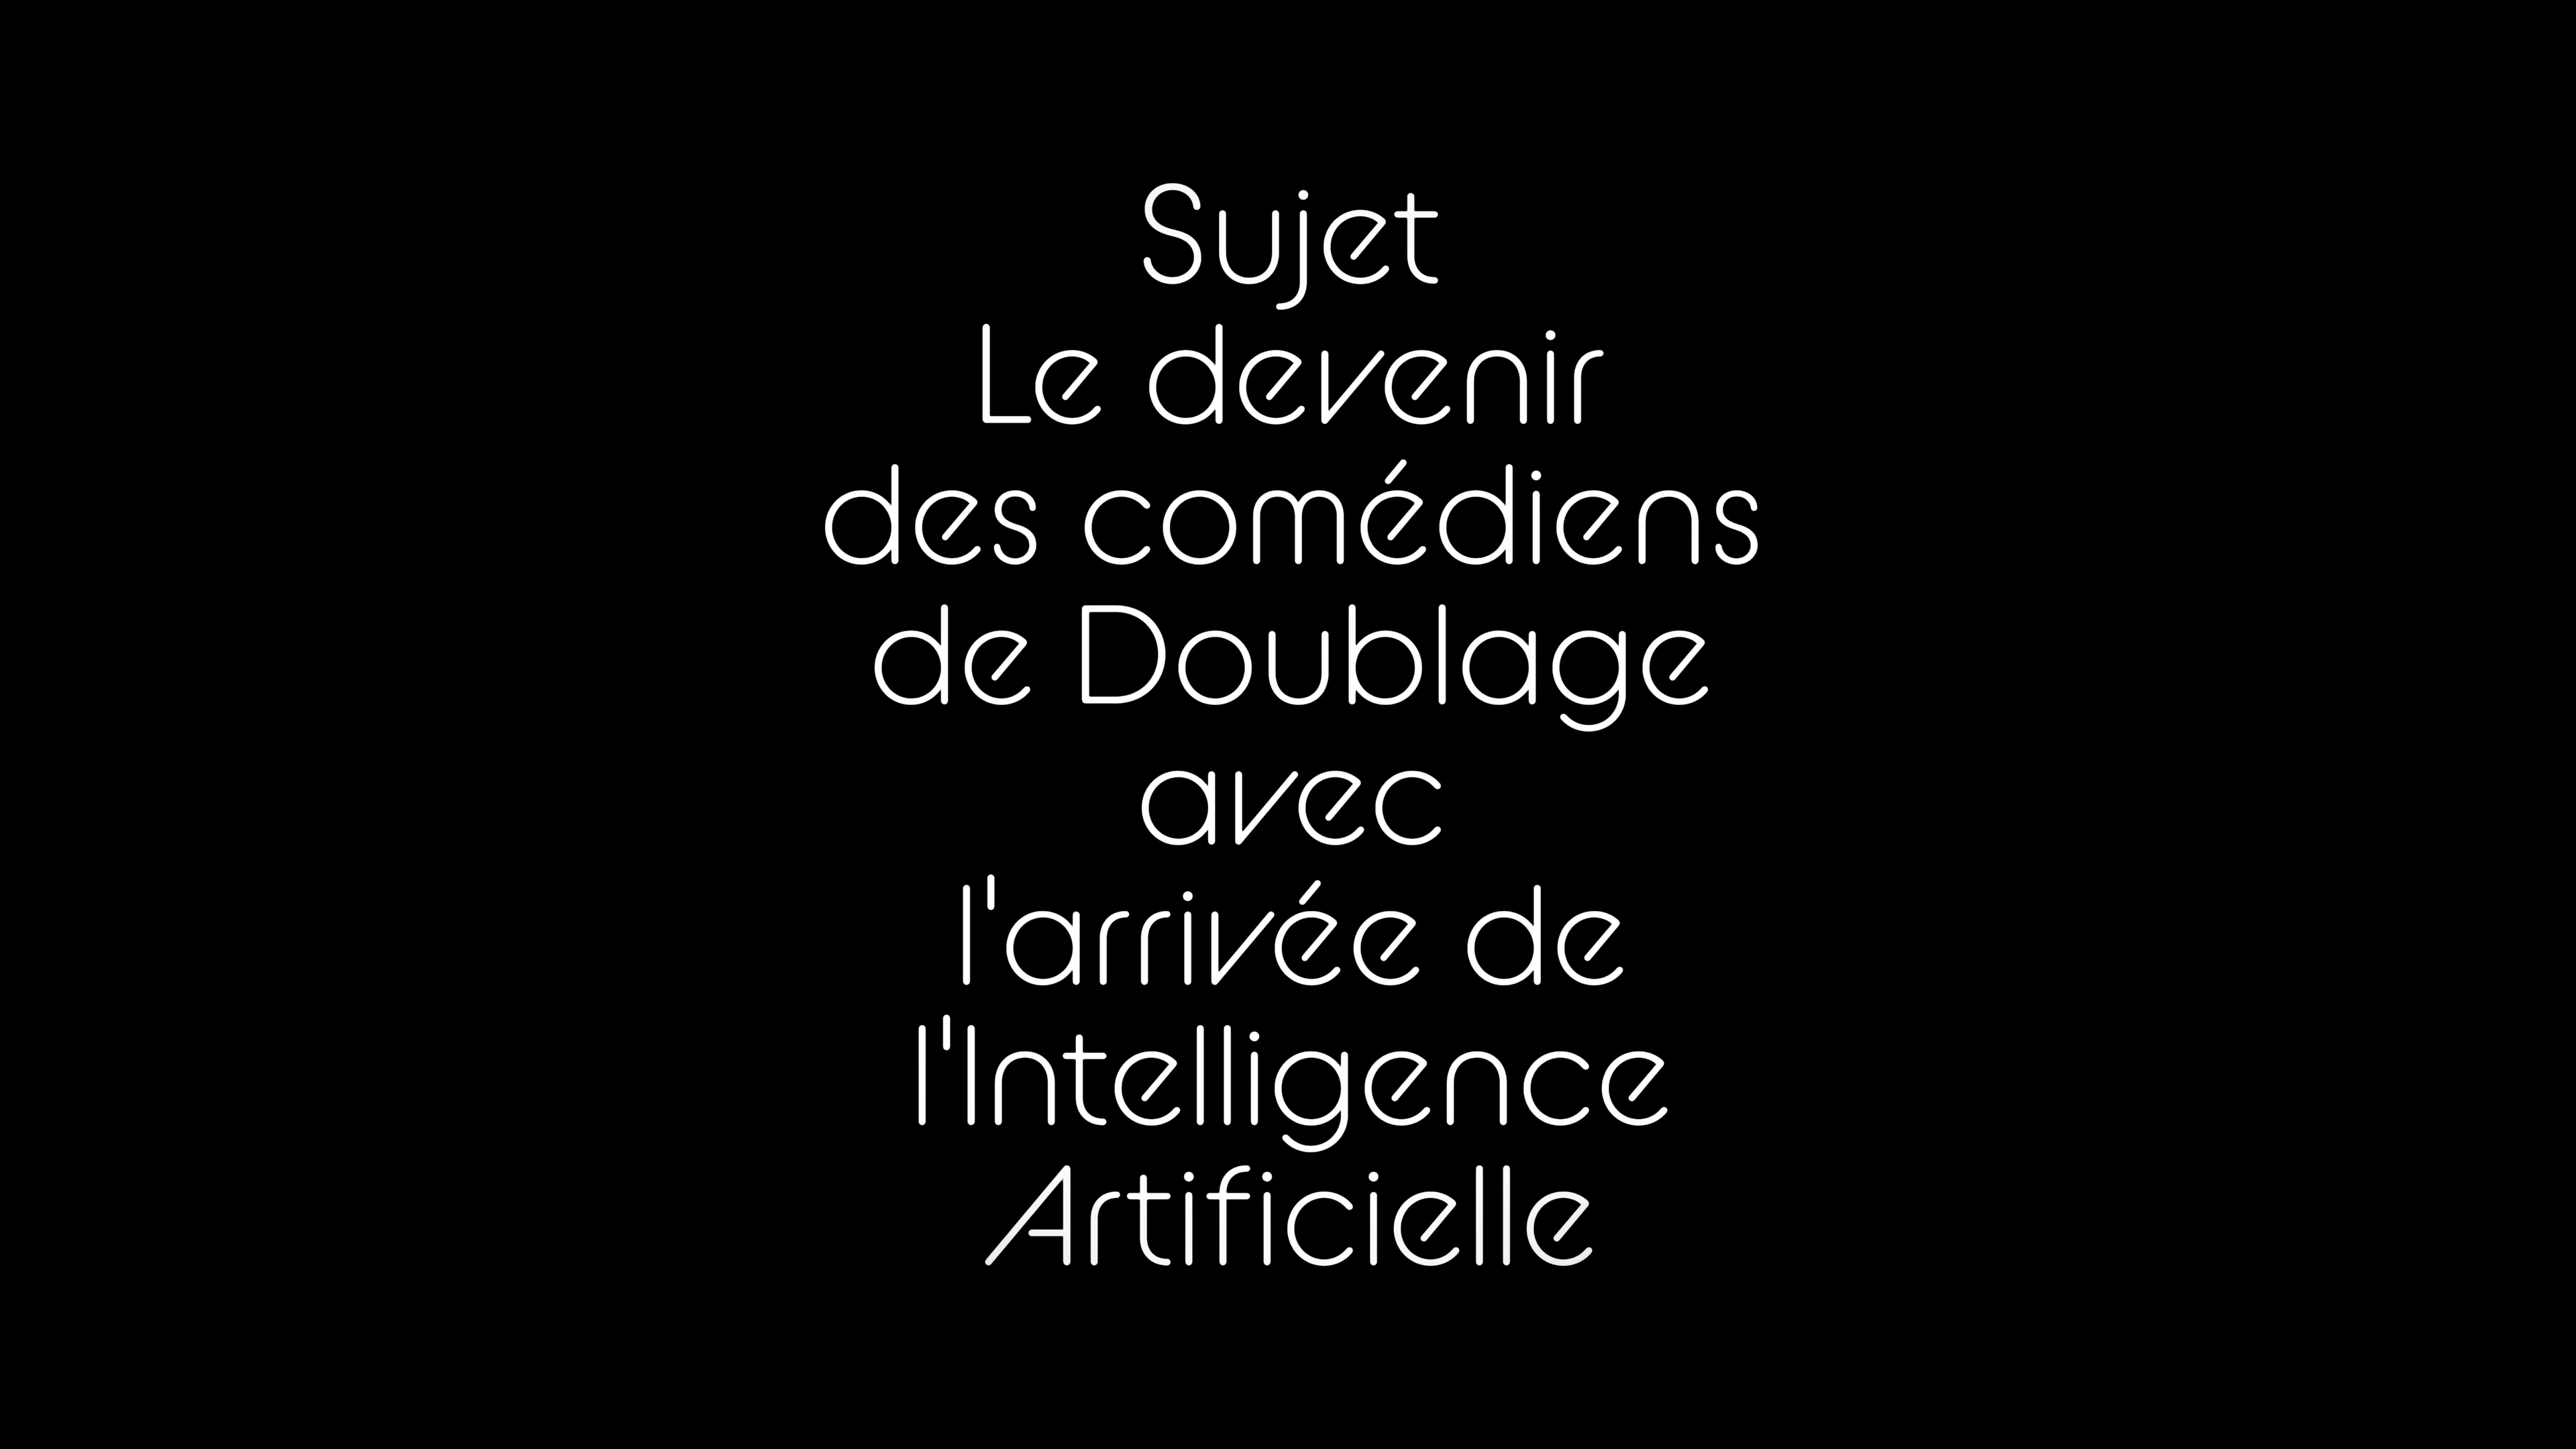 Sujet
Le devenir
des comédiens
de Doublage
avec
l'arrivée de
l'Intelligence
Artificielle